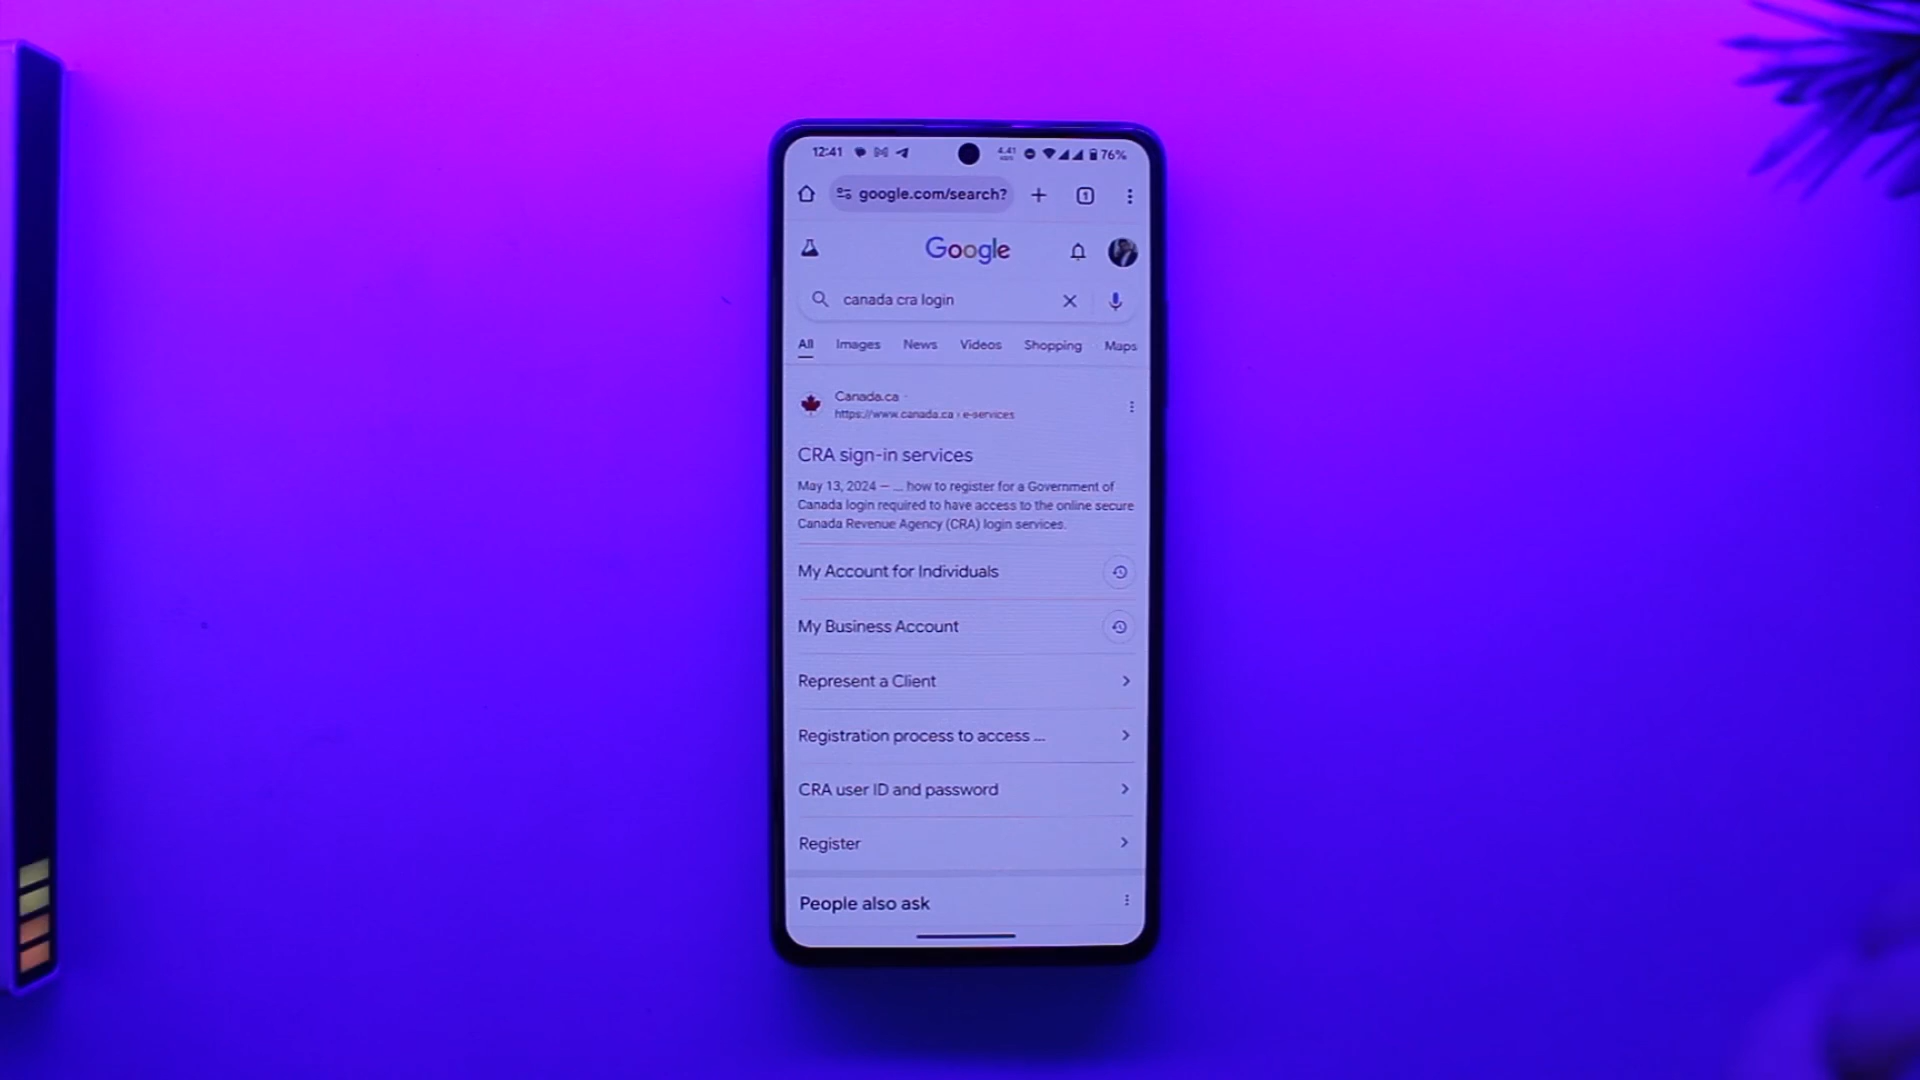 12:41
4.41
76%
google.com/search?
1
Google
canada cra login
All Images News Videos Shopping Maps
Canada.ca
https://www.canada.ca › e-services
CRA sign-in services
May 13, 2024 — ... how to register for a Government of
Canada login required to have access to the online secure
Canada Revenue Agency (CRA) login services.
My Account for Individuals
My Business Account
Represent a Client
Registration process to access ...
CRA user ID and password
Register
People also ask